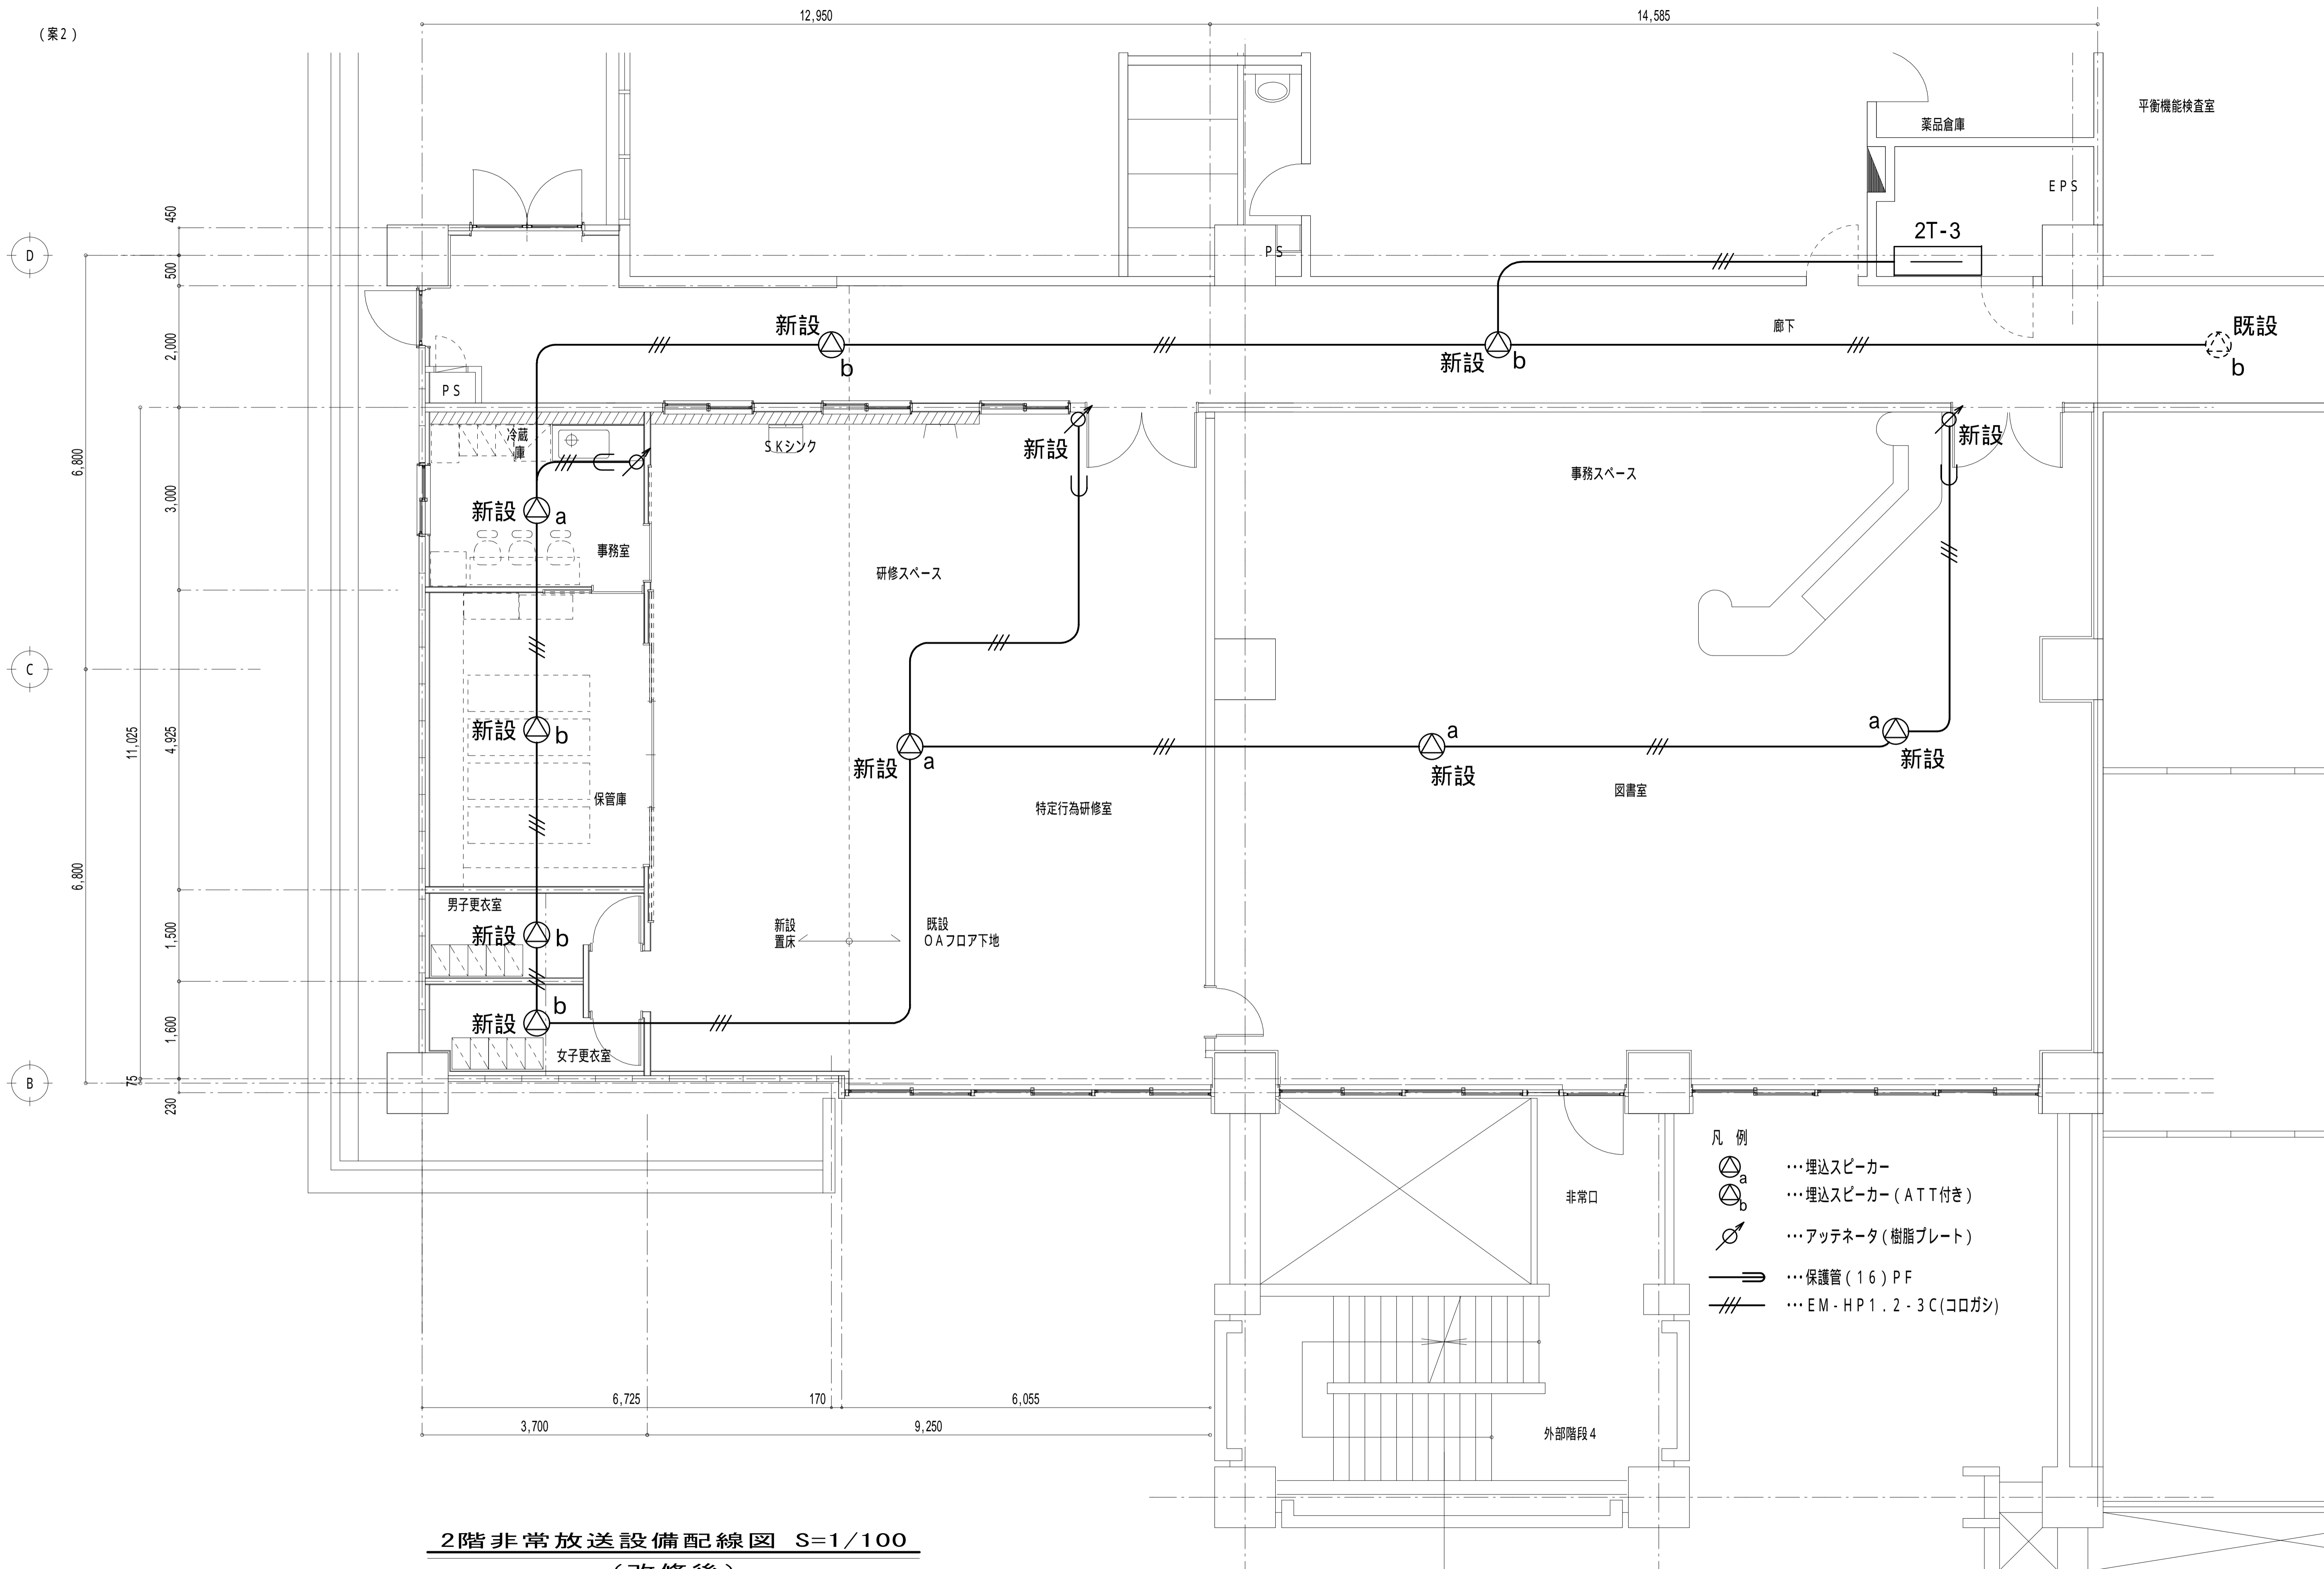 （案２）
12,950
14,585
平衡機能検査室
薬品倉庫
ＥＰＳ
450
D
500
ＰＳ
2T-3
2,000
新設
b
新設
b
廊下
既設
b
ＰＳ
冷蔵
庫
ＳＫシンク
新設
新設
事務スペース
6,800
3,000
新設
a
事務室
研修スペース
C
11,025
4,925
新設
b
新設
a
a
新設
a
新設
保管庫
特定行為研修室
図書室
6,800
男子更衣室
1,500
新設
b
新設
置床
既設
ＯＡフロア下地
1,600
新設
b
女子更衣室
B
75
230
凡　例
a
…埋込スピーカー
b
…埋込スピーカー（ＡＴＴ付き）
…アッテネータ（樹脂プレート）
…保護管（１６）ＰＦ
…ＥＭ-ＨＰ１.２-３Ｃ(コロガシ)
非常口
6,725
170
6,055
3,700
9,250
外部階段４
2階非常放送設備配線図 S=1/100
（改修後）